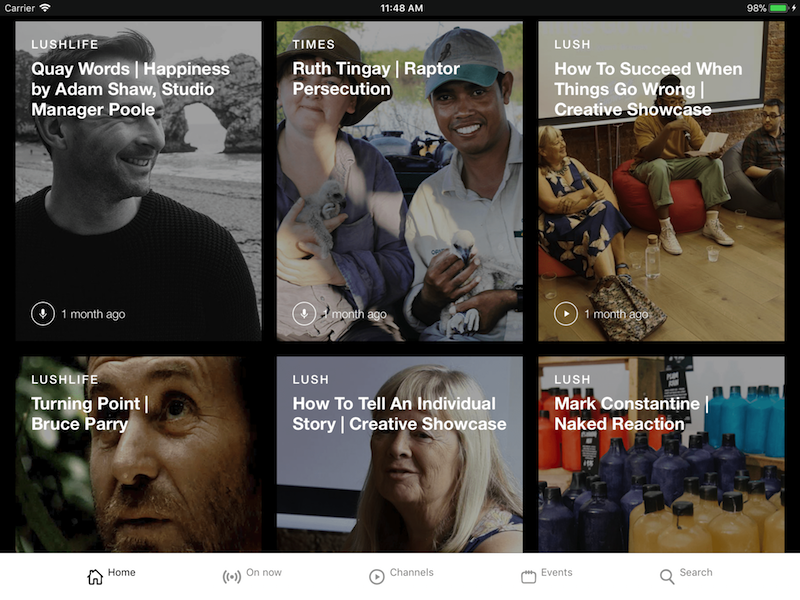 Carrier 11:48 AM 98%
LUSHLIFE
Quay Words | Happiness
by Adam Shaw, Studio
Manager Poole
1 month ago
TIMES
Ruth Tingay | Raptor
Persecution
1 month ago
LUSH
How To Succeed When
Things Go Wrong |
Creative Showcase
1 month ago
LUSHLIFE
Turning Point |
Bruce Parry
LUSH
How To Tell An Individual
Story | Creative Showcase
LUSH
Mark Constantine |
Naked Reaction
Home On now Channels Events Search